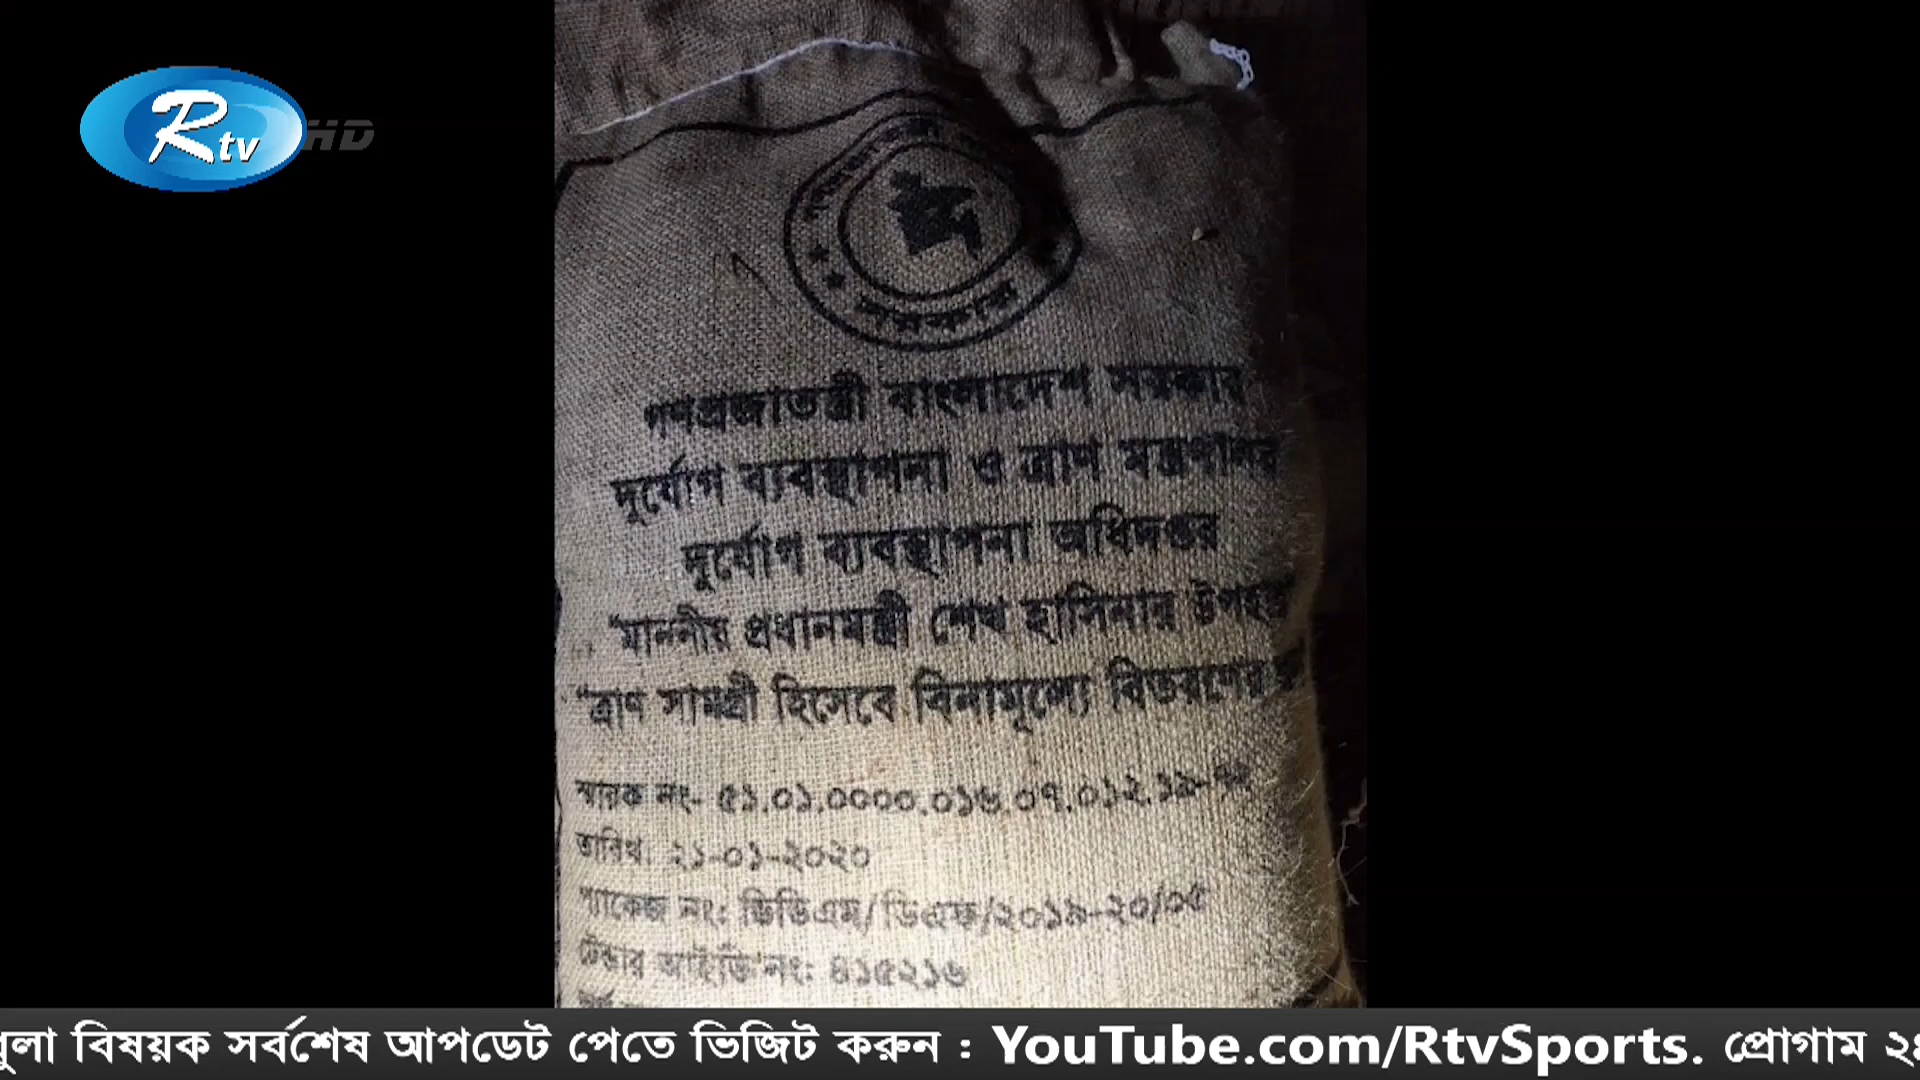 Rtv HD
সরকার
গণপ্রজাতন্ত্রী বাংলাদেশ সরকার
দুর্যোগ ব্যবস্থাপনা ও ত্রাণ মন্ত্রণালয়
দুর্যোগ ব্যবস্থাপনা অধিদপ্তর
"মাননীয় প্রধানমন্ত্রী শেখ হাসিনার উপহার"
"ত্রাণ সামগ্রী হিসেবে বিনামূল্যে বিতরণের
স্মারক নং- ৫১.০১.০০০০.০১৬.০৭.০১২.১৯-
তারিখ: ২১-০১-২০২০
প্যাকেজ নং: ডিডিএম/ডিএফ/২০১৯-২০/০৫
টেন্ডার আইডি নং: ৪১৫২১৬
ধুলা বিষয়ক সর্বশেষ আপডেট পেতে ভিজিট করুন : YouTube.com/RtvSports. প্রোগাম ২৪